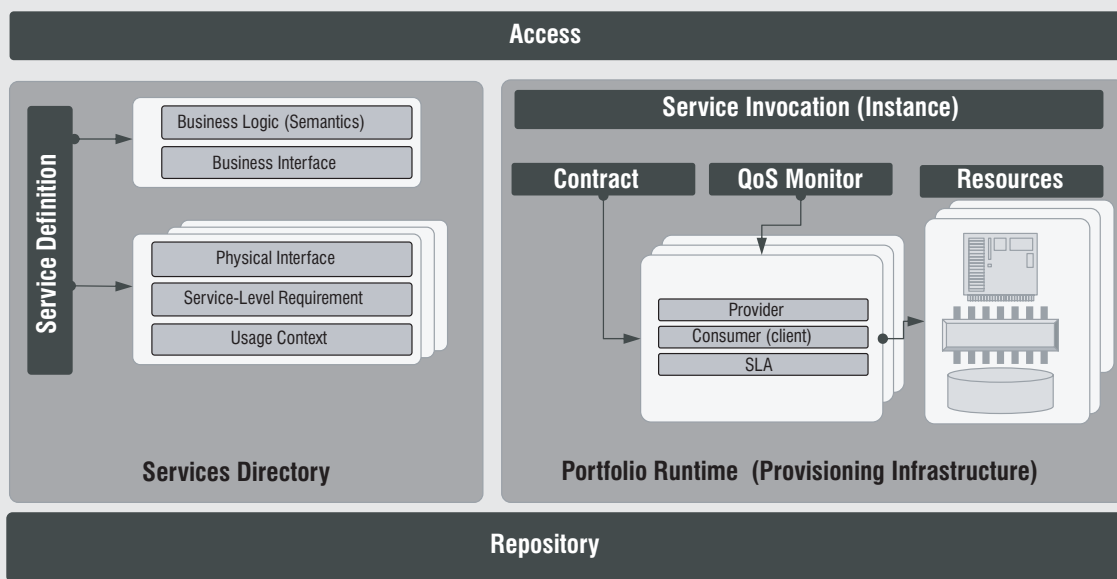 Access
Service Definition
Business Logic (Semantics)
Business Interface
Physical Interface
Service-Level Requirement
Usage Context
Services Directory
Service Invocation (Instance)
Contract
QoS Monitor
Resources
Provider
Consumer (client)
SLA
Portfolio Runtime (Provisioning Infrastructure)
Repository